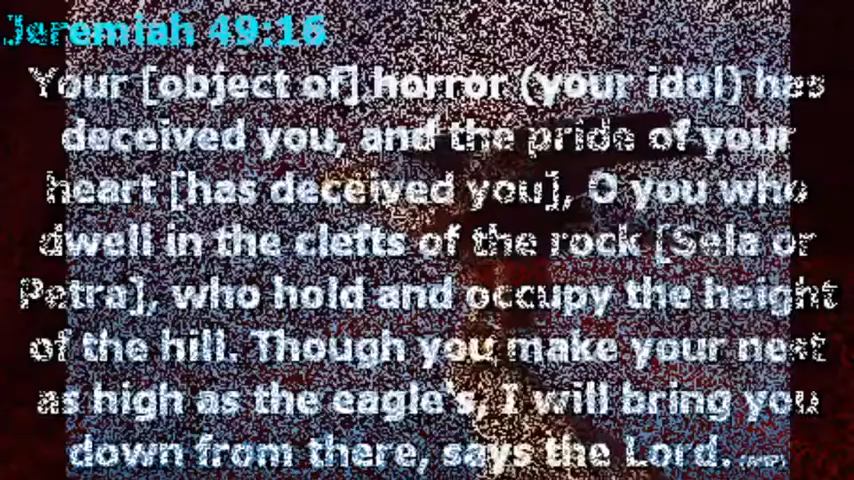 Jeremiah 49:16
Your [object of] horror (your idol) has
deceived you, and the pride of your
heart [has deceived you], O you who
dwell in the clefts of the rock [Sela or
Petra], who hold and occupy the height
of the hill. Though you make your nest
as high as the eagle's, I will bring you
down from there, says the Lord.